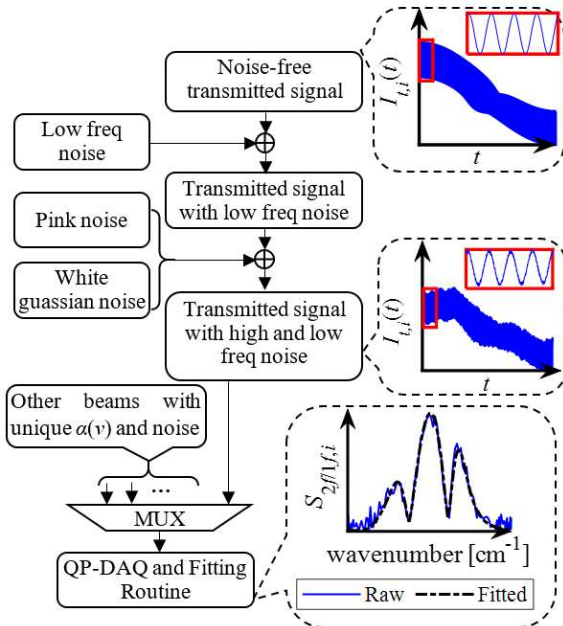 Noise-free
transmitted signal
I_{t,i}(t)
t
Low freq
noise
Transmitted signal
with low freq noise
Pink noise
White
guassian noise
Transmitted signal
with high and low
freq noise
I_{t,i}(t)
t
Other beams with
unique α(v) and noise
...
MUX
QP-DAQ and Fitting
Routine
S_{2f/1f,i}
wavenumber [cm⁻¹]
Raw
Fitted